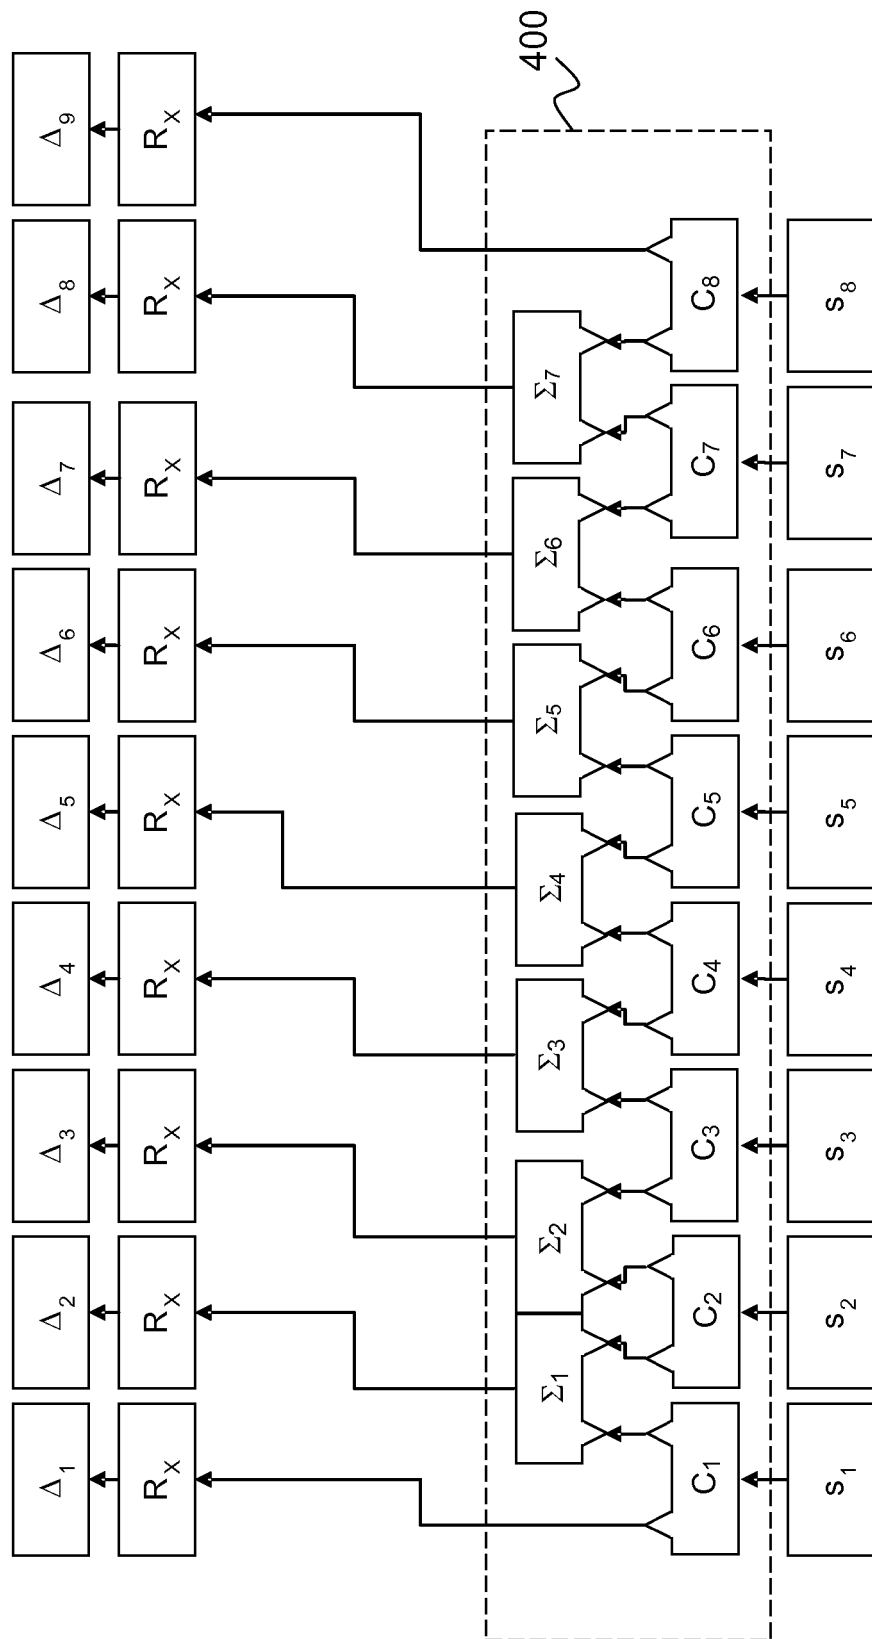 Δ1 Δ2 Δ3 Δ4 Δ5 Δ6 Δ7 Δ8 Δ9
RX RX RX RX RX RX RX RX RX
400
Σ1 Σ2 Σ3 Σ4 Σ5 Σ6 Σ7
C1 C2 C3 C4 C5 C6 C7 C8
s1 s2 s3 s4 s5 s6 s7 s8